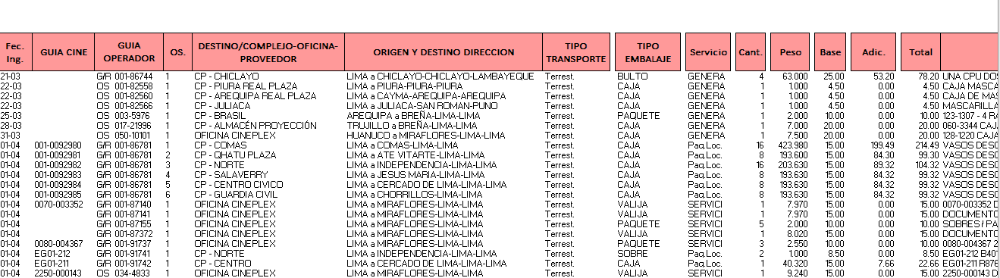 Fec. Ing. GUIA CINE GUIA OPERADOR OS. DESTINO/COMPLEJO-OFICINA-PROVEEDOR ORIGEN Y DESTINO DIRECCION TIPO TRANSPORTE TIPO EMBALAJE Servicio Cant. Peso Base Adic. Total
21-03 G/R 001-86744 1 CP - CHICLAYO LIMA a CHICLAYO-CHICLAYO-LAMBAYEQUE Terrest. BULTO GENERA 4 63.000 25.00 53.20 78.20 UNA CPU DOS
22-03 OS 001-82558 1 CP - PIURA REAL PLAZA LIMA a PIURA-PIURA-PIURA Terrest. CAJA GENERA 1 1.000 4.50 0.00 4.50 CAJA MASCA
22-03 OS 001-82560 1 CP - AREQUIPA REAL PLAZA LIMA a CAYMA-AREQUIPA-AREQUIPA Terrest. CAJA GENERA 1 1.000 4.50 0.00 4.50 CAJA DE MAS
22-03 OS 001-82566 1 CP - JULIACA LIMA a JULIACA-SAN ROMAN-PUNO Terrest. CAJA GENERA 1 1.000 4.50 0.00 4.50 MASCARILLA
25-03 OS 003-5976 1 CP - BRASIL AREQUIPA a BREÑA-LIMA-LIMA Terrest. PAQUETE GENERA 1 2.000 10.00 0.00 10.00 123-1307 - 4 RA
28-03 OS 017-21996 1 CP - ALMACÉN PROYECCIÓN TRUJILLO a BREÑA-LIMA-LIMA Terrest. CAJA GENERA 1 7.000 20.00 0.00 20.00 060-3344 CAJ
31-03 OS 050-10101 1 OFICINA CINEPLEX HUANUCO a MIRAFLORES-LIMA-LIMA Terrest. CAJA GENERA 1 7.500 20.00 0.00 20.00 128-1220 CAJA
01-04 001-0092980 G/R 001-86781 1 CP - COMAS LIMA a COMAS-LIMA-LIMA Terrest. CAJA Paq.Loc. 16 423.980 15.00 199.49 214.49 VASOS DESC
01-04 001-0092981 G/R 001-86781 2 CP - QHATU PLAZA LIMA a ATE VITARTE-LIMA-LIMA Terrest. CAJA Paq.Loc. 8 193.600 15.00 84.30 99.30 VASOS DESC
01-04 001-0092982 G/R 001-86781 3 CP - NORTE LIMA a INDEPENDENCIA-LIMA-LIMA Terrest. CAJA Paq.Loc. 16 203.630 15.00 89.32 104.32 VASOS DESC
01-04 001-0092983 G/R 001-86781 4 CP - SALAVERRY LIMA a JESUS MARIA-LIMA-LIMA Terrest. CAJA Paq.Loc. 8 193.630 15.00 84.32 99.32 VASOS DESC
01-04 001-0092984 G/R 001-86781 5 CP - CENTRO CIVICO LIMA a CERCADO DE LIMA-LIMA-LIMA Terrest. CAJA Paq.Loc. 8 193.630 15.00 84.32 99.32 VASOS DESC
01-04 001-0092985 G/R 001-86781 6 CP - GUARDIA CIVIL LIMA a CHORRILLOS-LIMA-LIMA Terrest. CAJA Paq.Loc. 8 193.630 15.00 84.32 99.32 VASOS DESC
01-04 0070-003352 G/R 001-87140 1 OFICINA CINEPLEX LIMA a MIRAFLORES-LIMA-LIMA Terrest. VALIJA SERVICI 1 7.970 15.00 0.00 15.00 0070-003352 D
01-04 G/R 001-87141 1 OFICINA CINEPLEX LIMA a MIRAFLORES-LIMA-LIMA Terrest. VALIJA SERVICI 1 7.970 15.00 0.00 15.00 DOCUMENTO
01-04 G/R 001-87155 1 OFICINA CINEPLEX LIMA a MIRAFLORES-LIMA-LIMA Terrest. PAQUETE SERVICI 5 2.000 10.00 0.00 10.00 SOBRES / PA
01-04 G/R 001-87372 1 OFICINA CINEPLEX LIMA a MIRAFLORES-LIMA-LIMA Terrest. VALIJA SERVICI 1 8.020 15.00 0.00 15.00 DOCUMENTO
01-04 0080-004367 G/R 001-91737 1 OFICINA CINEPLEX LIMA a MIRAFLORES-LIMA-LIMA Terrest. PAQUETE SERVICI 3 2.550 10.00 0.00 10.00 0080-004367 2
01-04 EG01-212 G/R 001-91741 1 CP - NORTE LIMA a INDEPENDENCIA-LIMA-LIMA Terrest. SOBRE Paq.Loc. 2 1.000 8.50 0.00 8.50 EG01-212 B401
01-04 EG01-211 G/R 001-91742 1 CP - CENTRO LIMA a CERCADO DE LIMA-LIMA-LIMA Terrest. CAJA Paq.Loc. 1 40.320 15.00 7.66 22.66 EG01-211 R876
01-04 2250-000143 OS 034-4833 1 OFICINA CINEPLEX LIMA a MIRAFLORES-LIMA-LIMA Terrest. VALIJA SERVICI 1 9.240 15.00 0.00 15.00 2250-000143 D